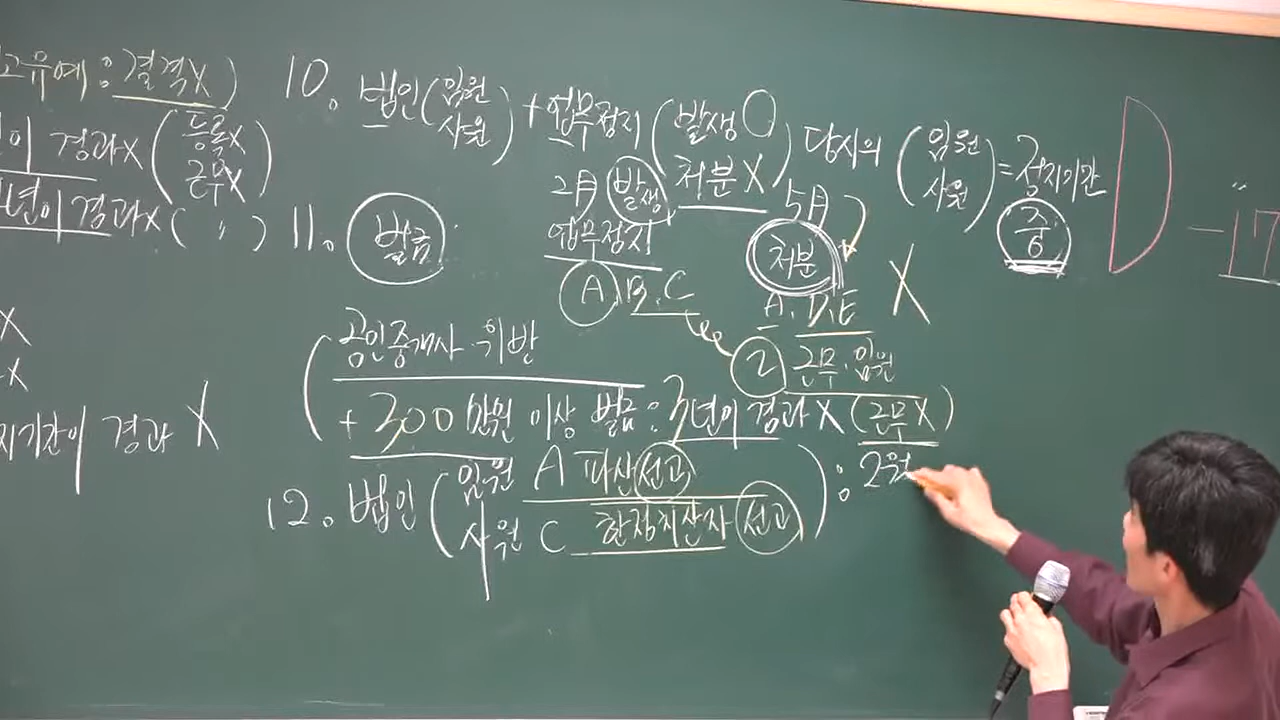 고유예 : 결격X)
이 경과X (등록X
근무X)
년이 경과X ( 〃 )
X
X
지기간이 경과 X
10. 법인(임원
사원) + 업무정지 (발생 O
처분 X) 당시의 (임원
사원) = 정지기간
중
2月 발생
업무정지
A, B, C
5月
처분
A, D, E X
11. 벌금
(공인중개사 위반
2 근무·임원
+ 300만원 이상 벌금 : 3년이 경과 X (근무X)
12. 법인 (임원 A 파산선고
사원 C 한정치산자 선고) : 2월